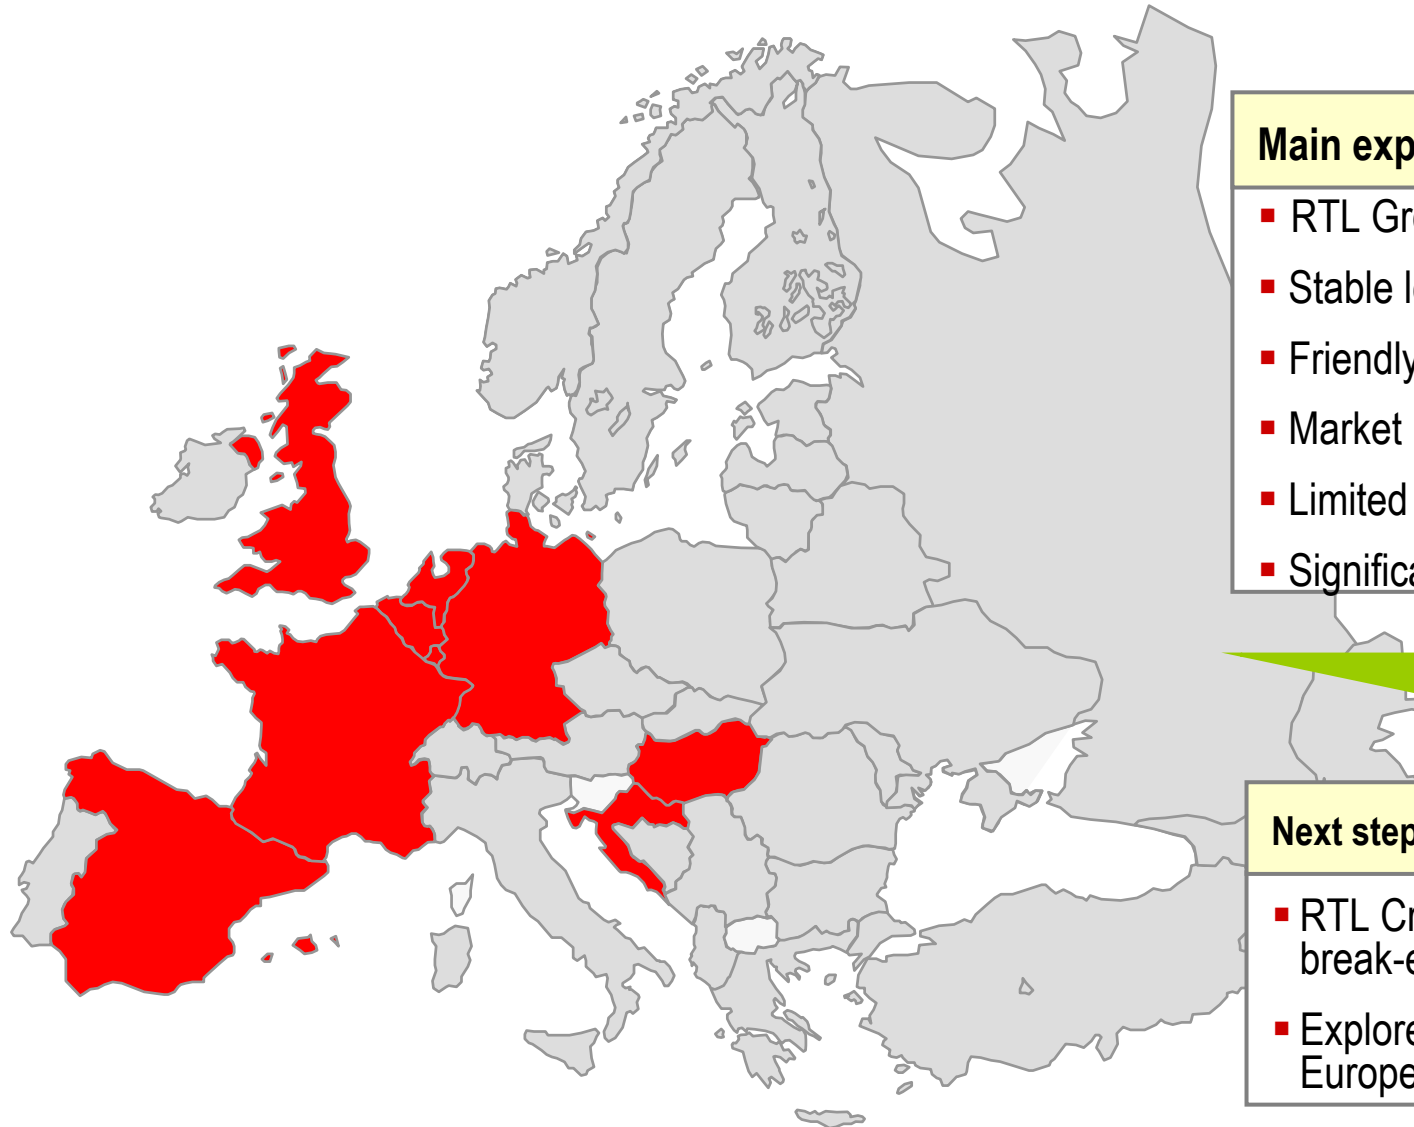 Main exp
RTL Gr
Stable l
Friendly
Market
Limited
Significa
Next step
RTL Cr
break-e
Explore
Europe